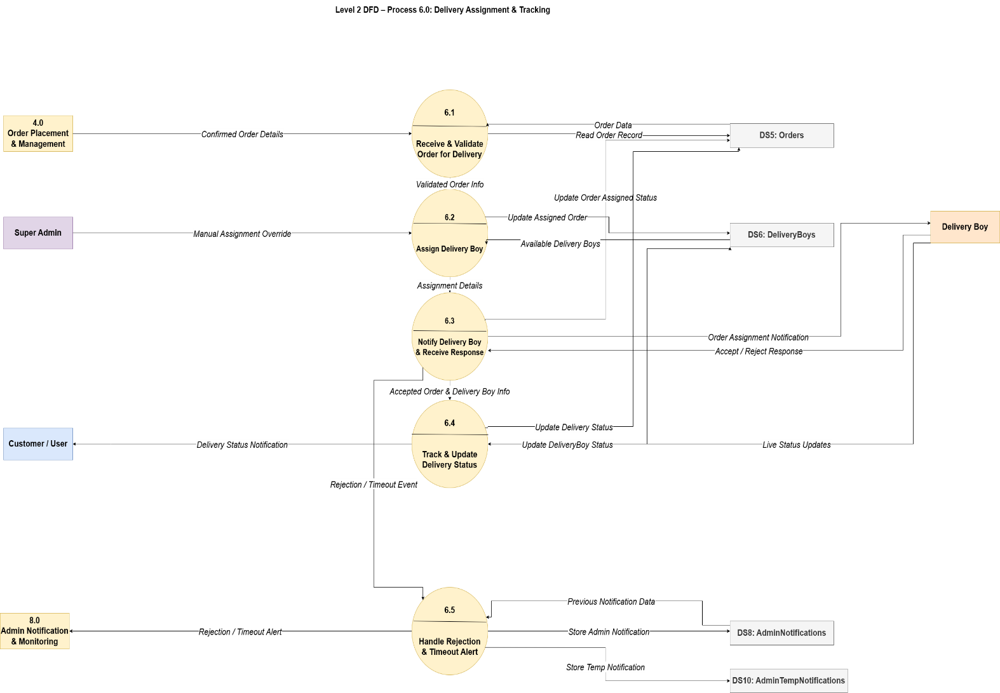 Level 2 DFD – Process 6.0: Delivery Assignment & Tracking
4.0
Order Placement
& Management
Confirmed Order Details
6.1
Receive & Validate
Order for Delivery
Order Data
Read Order Record
DS5: Orders
Validated Order Info
Update Order Assigned Status
Super Admin
Manual Assignment Override
6.2
Assign Delivery Boy
Update Assigned Order
Available Delivery Boys
DS6: DeliveryBoys
Delivery Boy
Assignment Details
6.3
Notify Delivery Boy
& Receive Response
Order Assignment Notification
Accept / Reject Response
Accepted Order & Delivery Boy Info
Customer / User
Delivery Status Notification
6.4
Track & Update
Delivery Status
Update Delivery Status
Update DeliveryBoy Status
Live Status Updates
Rejection / Timeout Event
8.0
Admin Notification
& Monitoring
Rejection / Timeout Alert
6.5
Handle Rejection
& Timeout Alert
Previous Notification Data
Store Admin Notification
DS8: AdminNotifications
Store Temp Notification
DS10: AdminTempNotifications